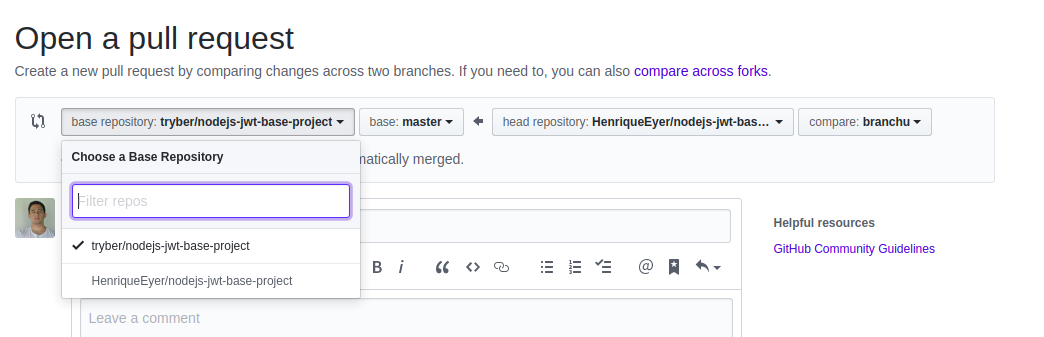 Open a pull request
Create a new pull request by comparing changes across two branches. If you need to, you can also compare across forks.
base repository: tryber/nodejs-jwt-base-project base: master head repository: HenriqueEyer/nodejs-jwt-bas… compare: branchu
Choose a Base Repository
matically merged.
Filter repos
tryber/nodejs-jwt-base-project
HenriqueEyer/nodejs-jwt-base-project
B i
Leave a comment
Helpful resources
GitHub Community Guidelines